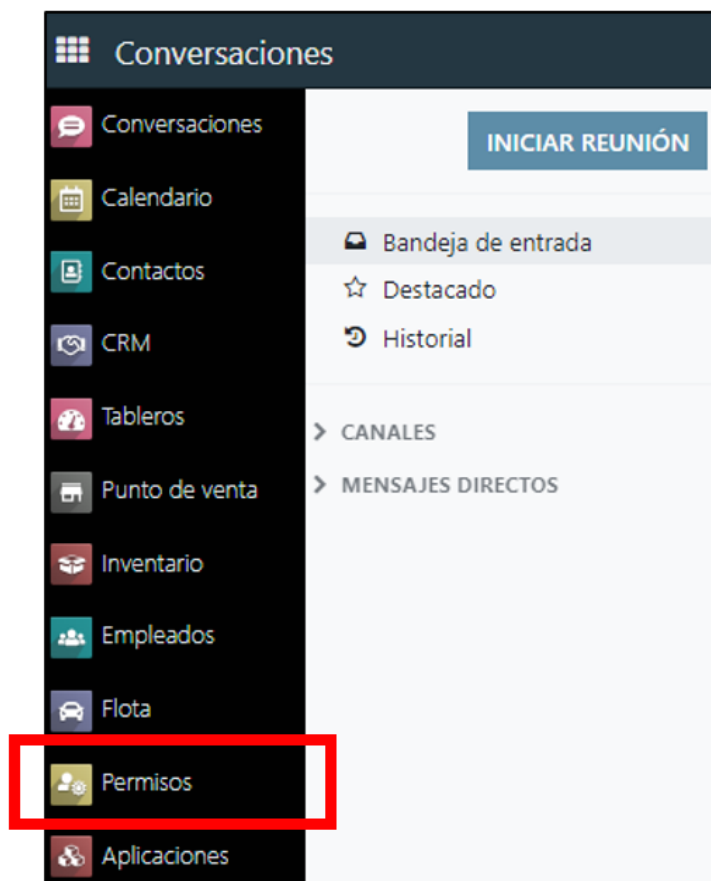 Conversaciones
Conversaciones
Calendario
Contactos
CRM
Tableros
Punto de venta
Inventario
Empleados
Flota
Permisos
Aplicaciones
INICIAR REUNIÓN
Bandeja de entrada
Destacado
Historial
CANALES
MENSAJES DIRECTOS